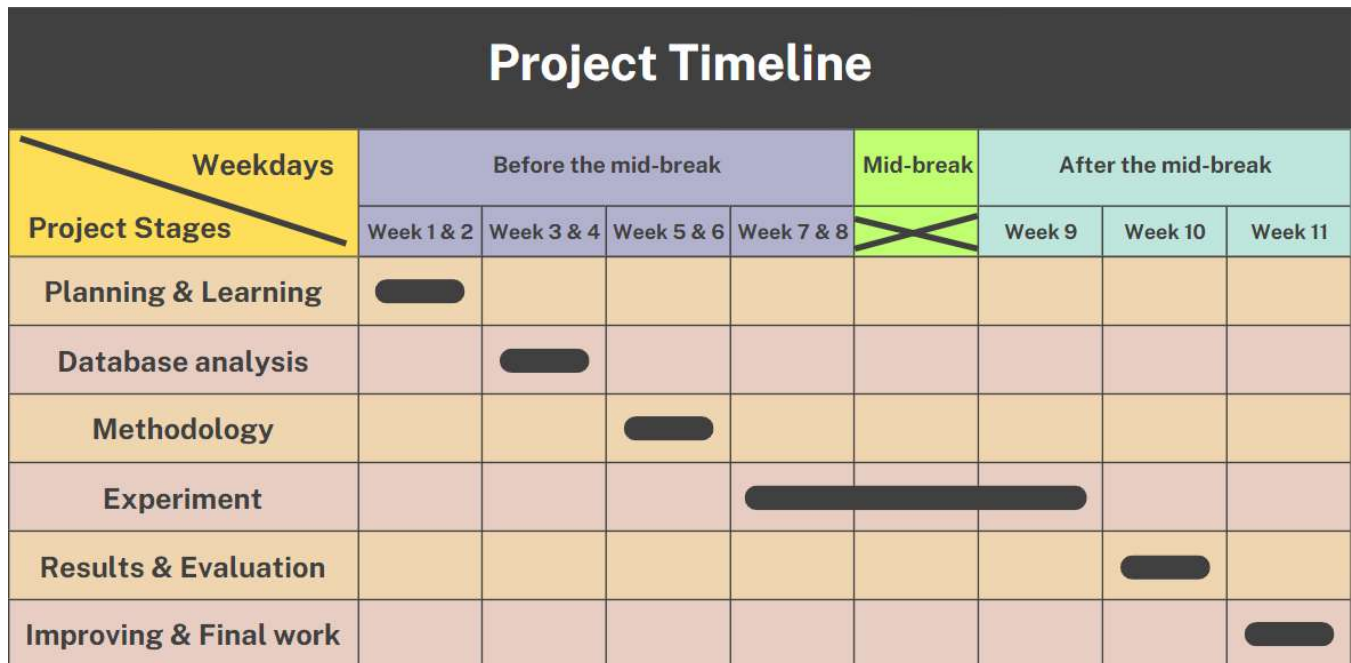 Project Timeline
Weekdays
Project Stages
Before the mid-break
Mid-break
After the mid-break
Week 1 & 2
Week 3 & 4
Week 5 & 6
Week 7 & 8
Week 9
Week 10
Week 11
Planning & Learning
Database analysis
Methodology
Experiment
Results & Evaluation
Improving & Final work